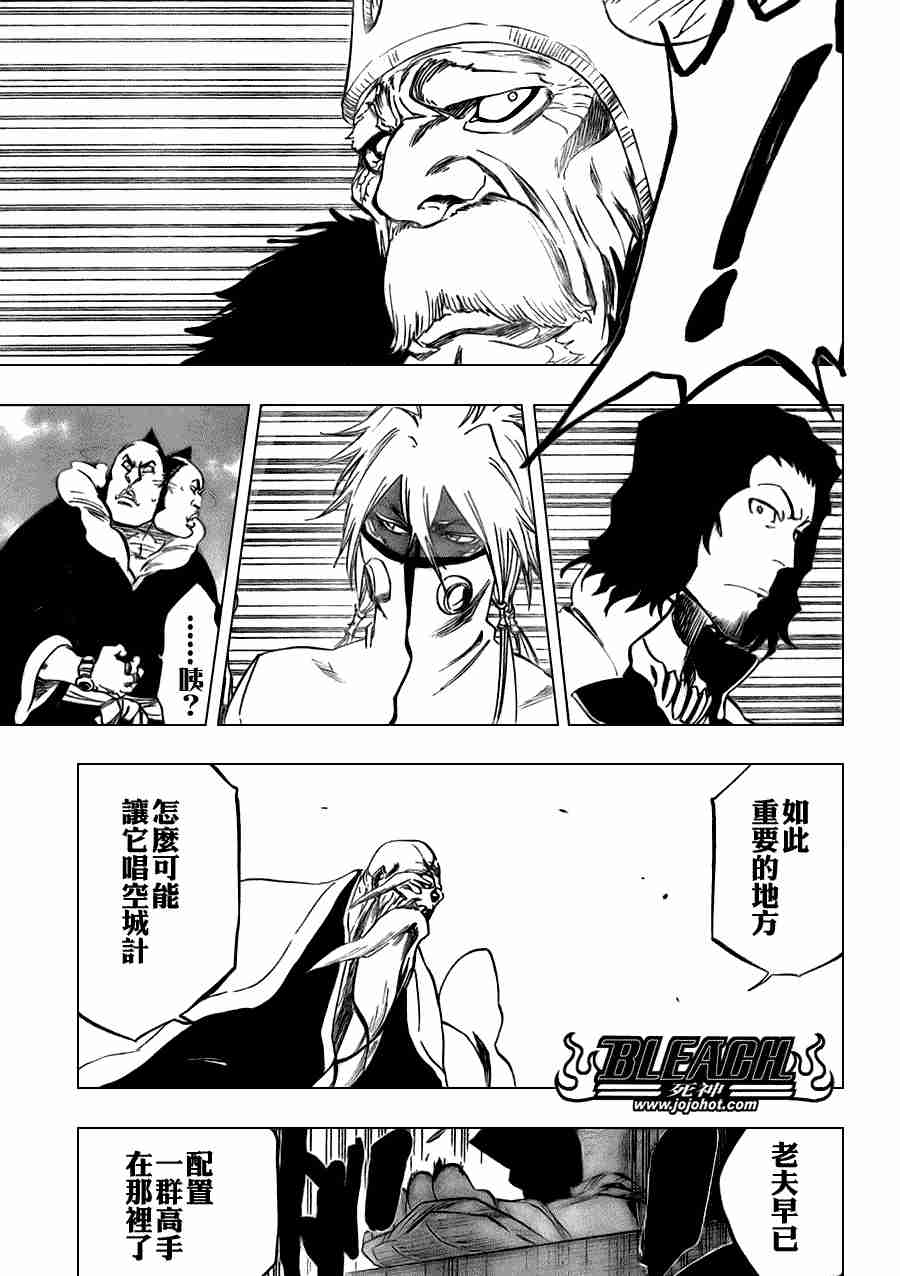 !
……咦？
如此
重要的地方
怎麼可能
讓它唱空城計
BLEACH
死神
www.jojohot.com
老夫早已
配置
一群高手
在那裡了